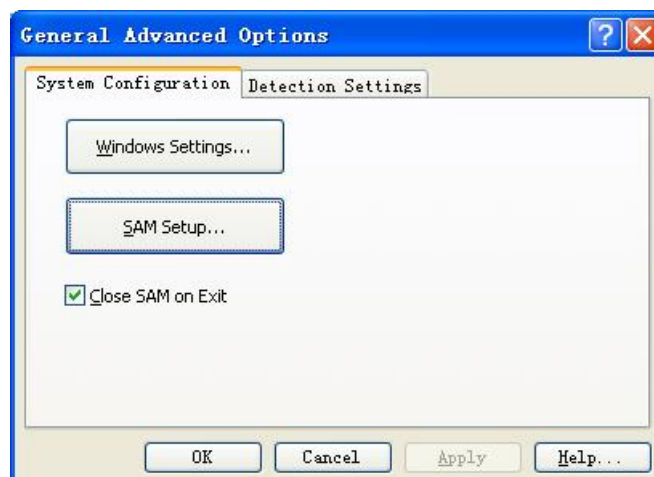 General Advanced Options
System Configuration
Detection Settings
Windows Settings...
SAM Setup...
Close SAM on Exit
OK
Cancel
Apply
Help...